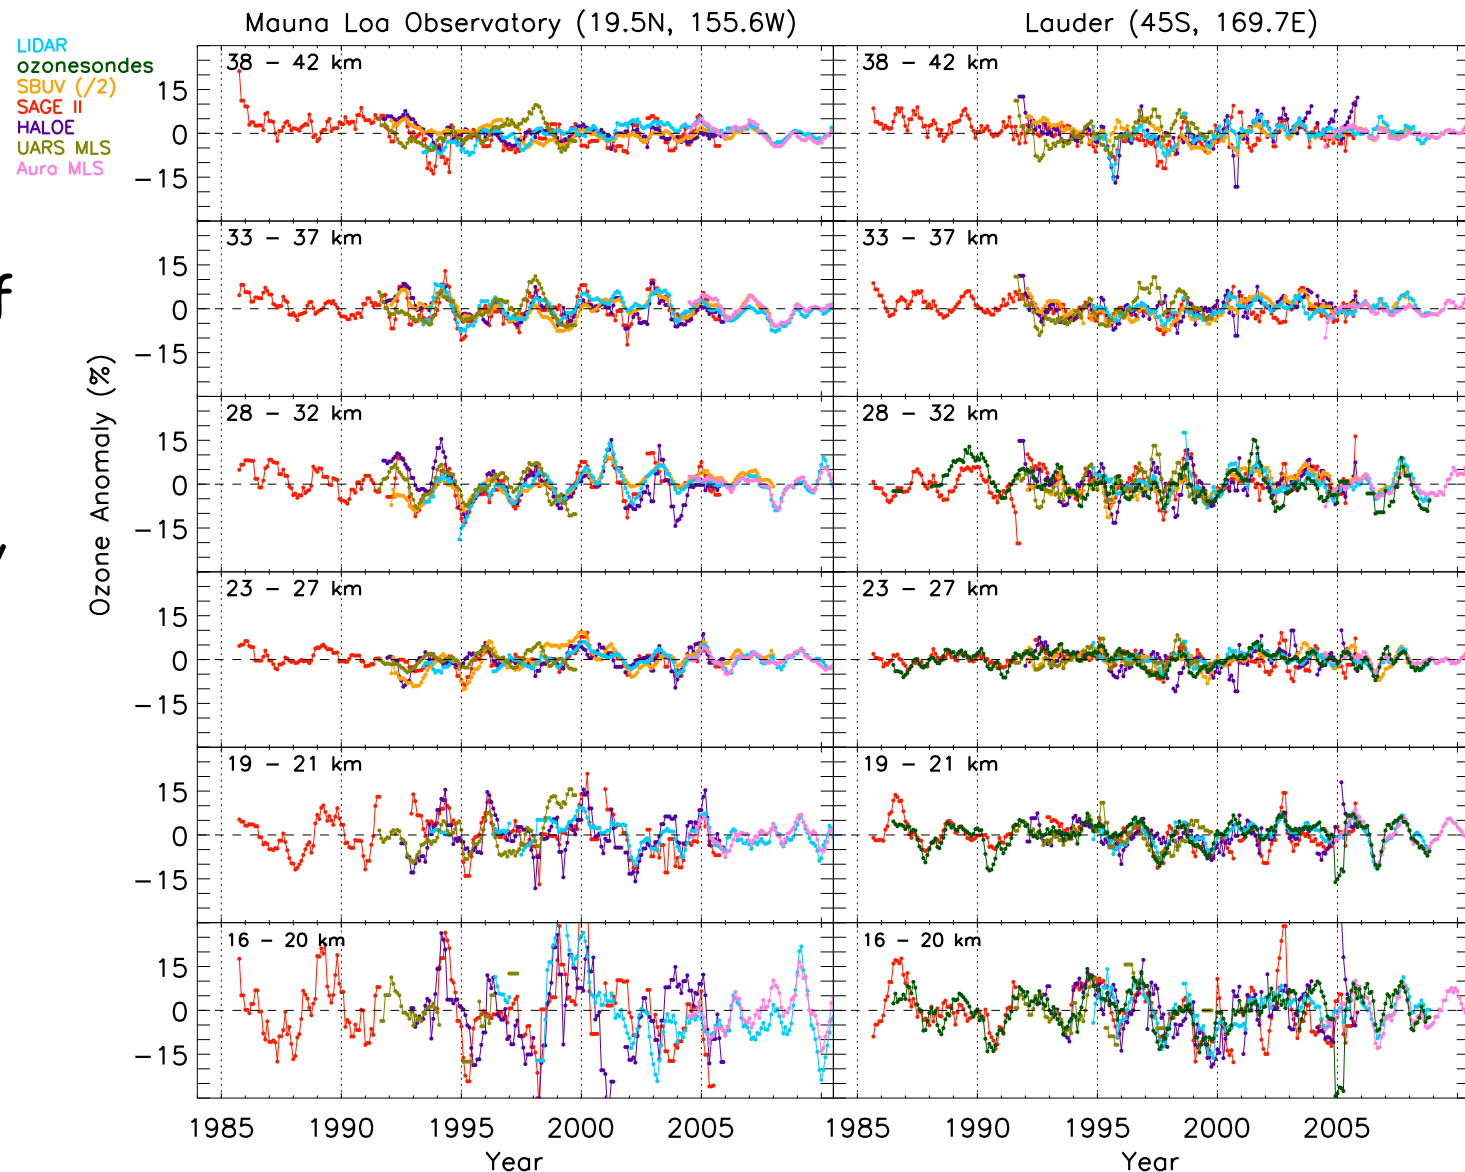 Mauna Loa Observatory (19.5N, 155.6W)
Lauder (45S, 169.7E)
LIDAR
ozonesondes
SBUV (/2)
SAGE II
HALOE
UARS MLS
Aura MLS
f
y
Ozone Anomaly (%)
38 - 42 km
38 - 42 km
15
0
-15
33 - 37 km
33 - 37 km
15
0
-15
28 - 32 km
28 - 32 km
15
0
-15
23 - 27 km
23 - 27 km
15
0
-15
19 - 21 km
19 - 21 km
15
0
-15
16 - 20 km
16 - 20 km
15
0
-15
1985 1990 1995 2000 2005
1985 1990 1995 2000 2005
Year
Year